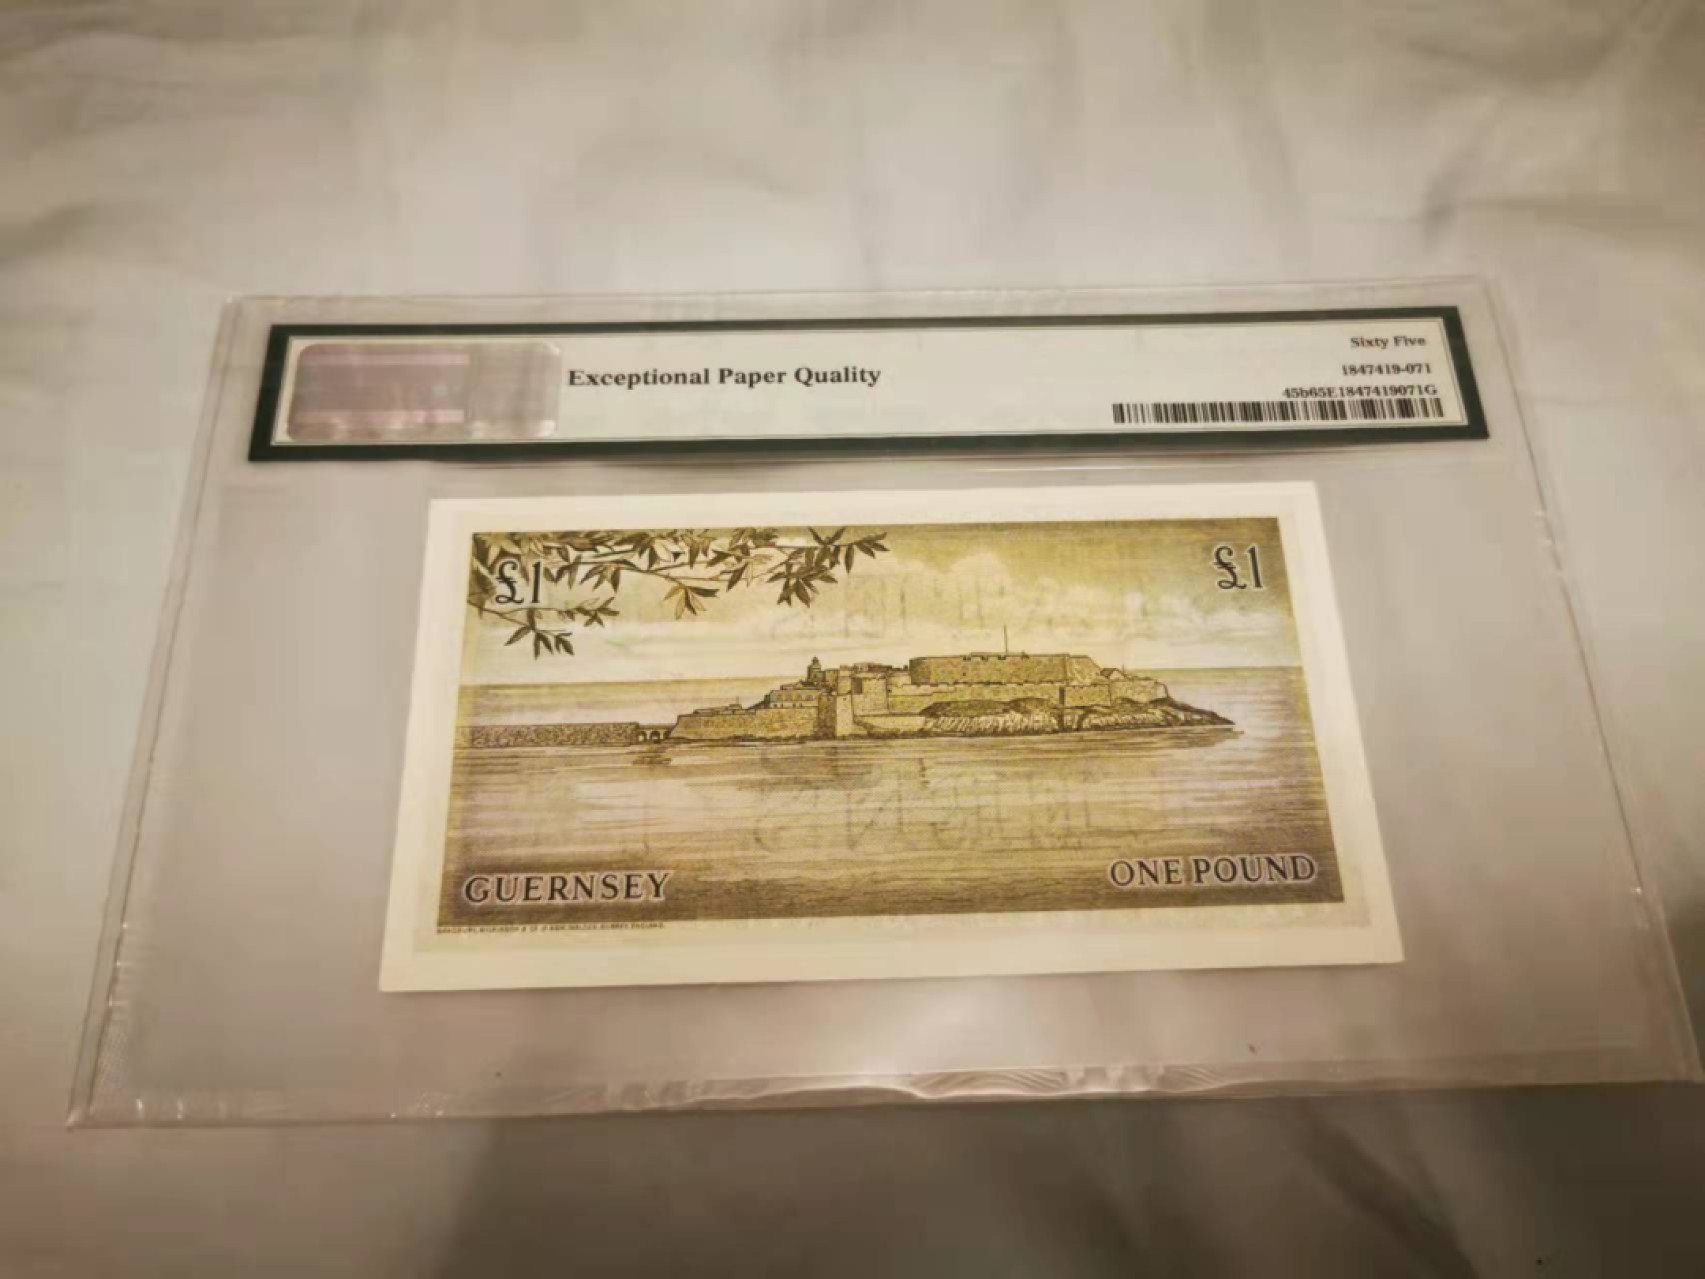 Sixty Five
Exceptional Paper Quality
1847419-071
45b65E1847419071G
£1
£1
GUERNSEY
ONE POUND